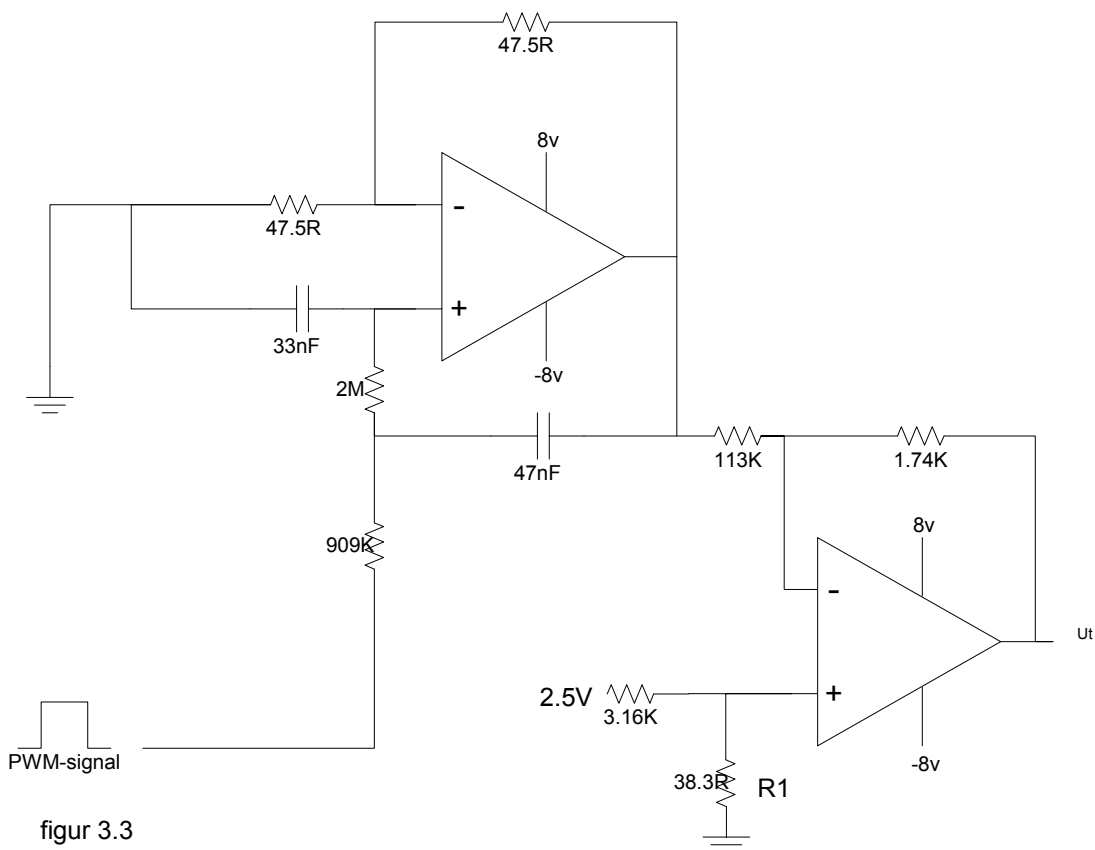 47.5R
8v
-
47.5R
+
33nF
-8v
2M
47nF
113K
1.74K
909K
8v
-
Ut
2.5V
+
3.16K
PWM-signal
-8v
38.3R
R1
figur 3.3